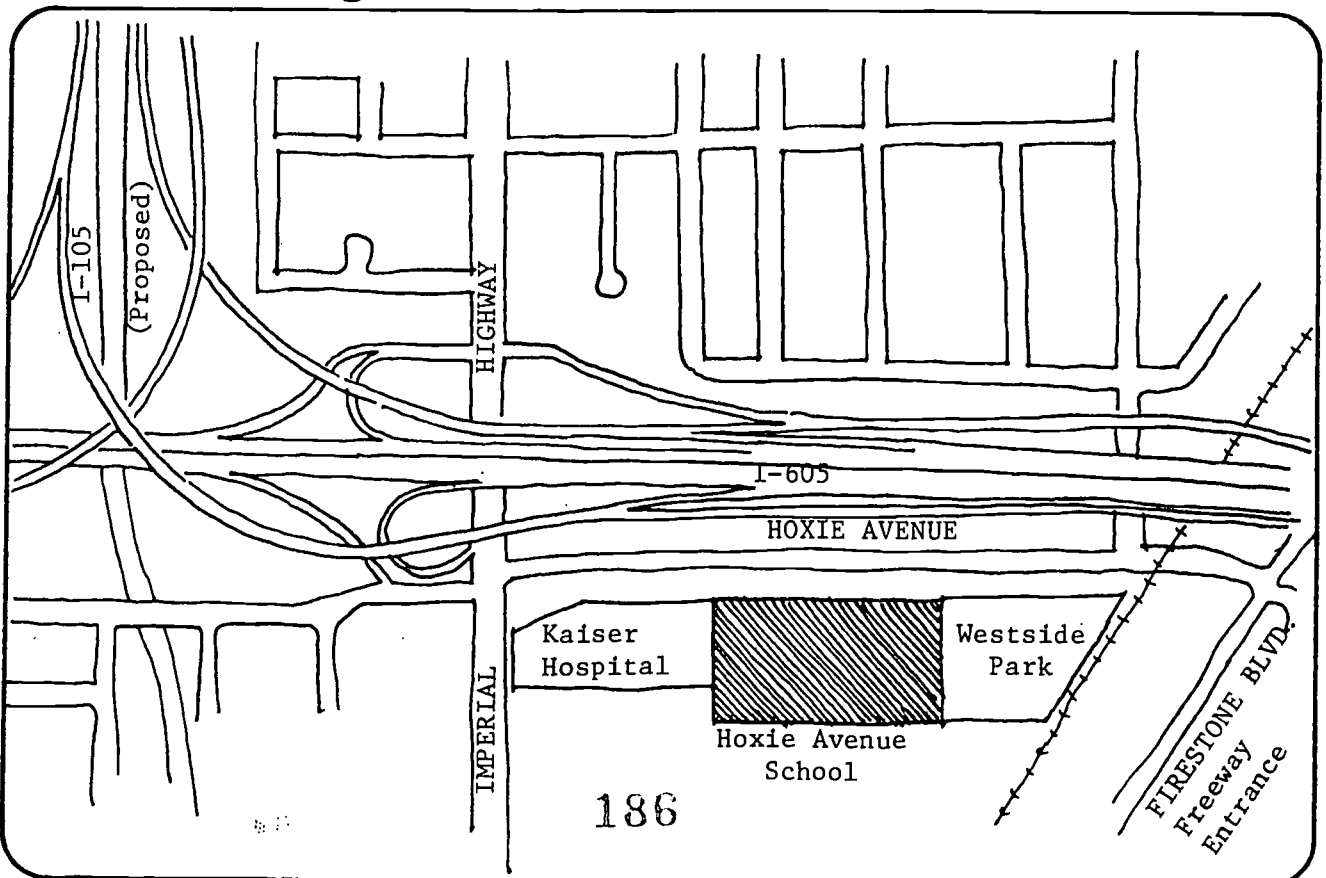 I-105
(Proposed)
HIGHWAY
I-605
HOXIE AVENUE
Kaiser
Hospital
Westside
Park
Hoxie Avenue
School
IMPERIAL
FIRESTONE BLVD.
Freeway
Entrance
186